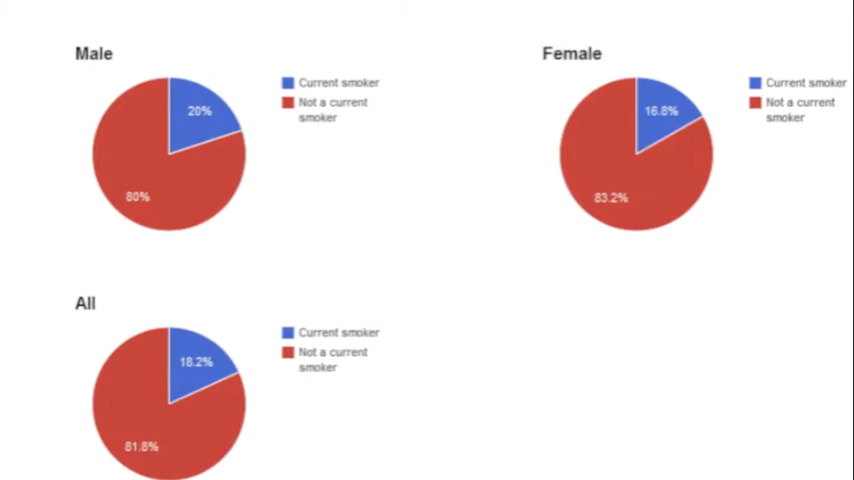 Male
Current smoker
Not a current
smoker
20%
80%
Female
Current smoker
Not a current
smoker
16.8%
83.2%
All
Current smoker
Not a current
smoker
18.2%
81.8%